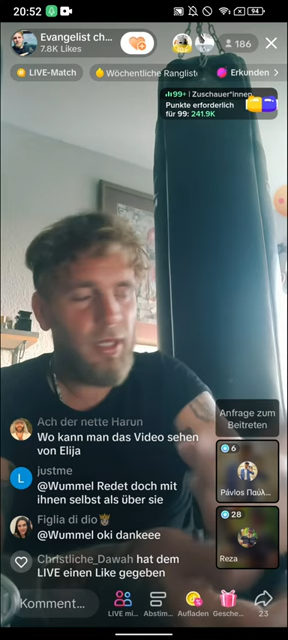 20:52
94
Evangelist ch...
7.8K Likes
186
LIVE-Match
Wöchentliche Ranglist
Erkunden
99+ | Zuschauer*innen
Punkte erforderlich
für 99: 241.9K
Ach der nette Harun
Wo kann man das Video sehen
von Elija
L
justme
@Wummel Redet doch mit
ihnen selbst als über sie
Figlia di dio
@Wummel oki dankeee
Christliche_Dawah hat dem
LIVE einen Like gegeben
Anfrage zum
Beitreten
6
Pávlos Παύλ...
28
Reza
Komment...
LIVE mi...
Abstim...
Aufladen
Gesche...
23